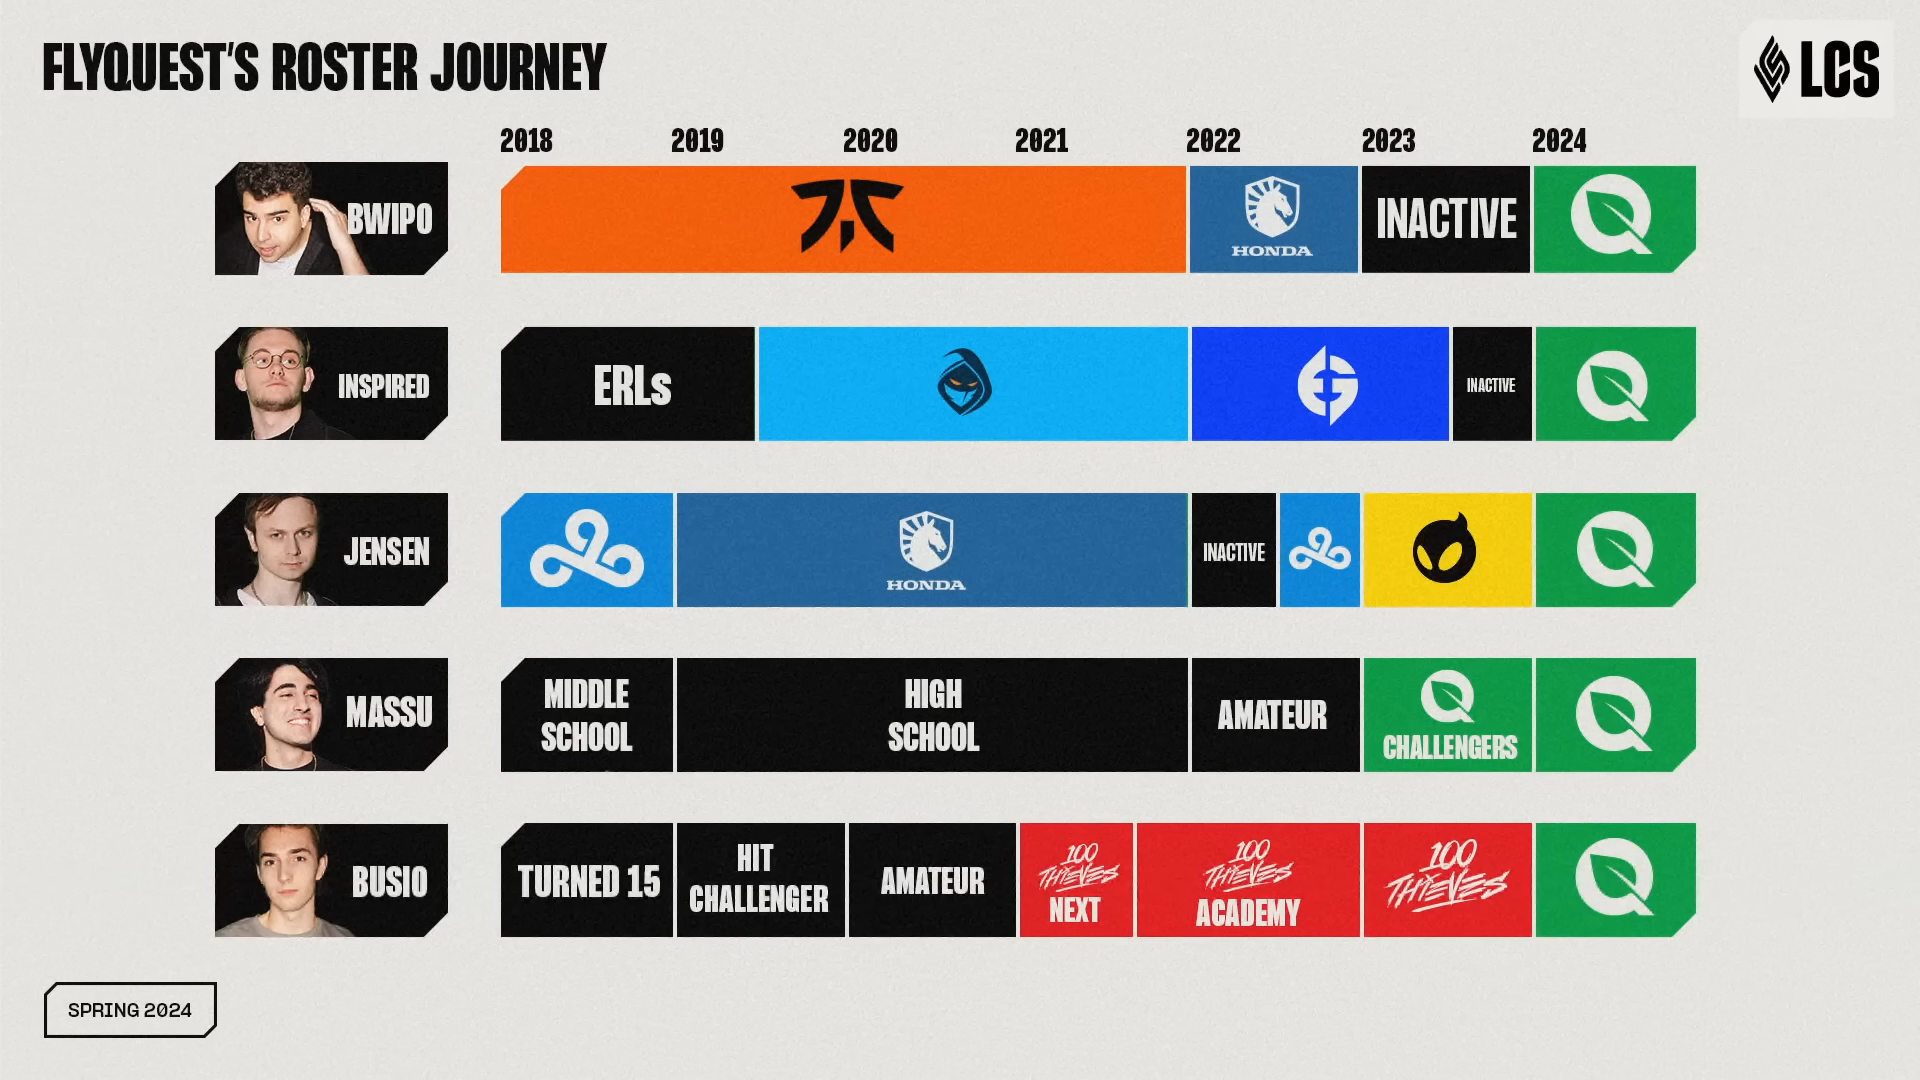 FLYQUEST'S ROSTER JOURNEY
LCS
2018 2019 2020 2021 2022 2023 2024
BWIPO
HONDA
INACTIVE
INSPIRED
ERLs
INACTIVE
JENSEN
HONDA
INACTIVE
MASSU
MIDDLE
SCHOOL
HIGH
SCHOOL
AMATEUR
CHALLENGERS
BUSIO
TURNED 15
HIT
CHALLENGER
AMATEUR
100
THIEVES
NEXT
100
THIEVES
ACADEMY
100
THIEVES
SPRING 2024